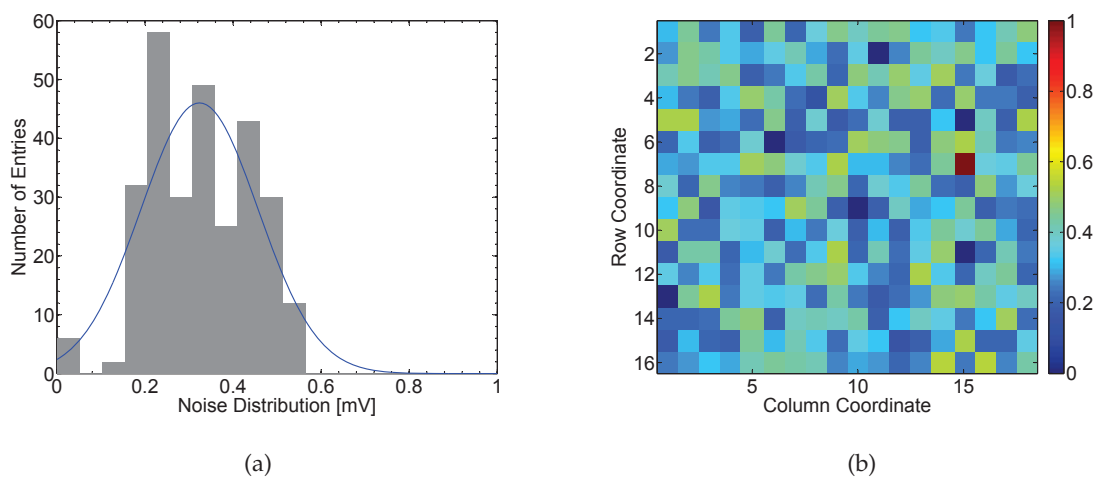 60
50
40
30
20
10
0
0 0.2 0.4 0.6 0.8 1
Number of Entries
Noise Distribution [mV]
(a)
2
4
6
8
10
12
14
16
5 10 15
Row Coordinate
Column Coordinate
1
0.8
0.6
0.4
0.2
0
(b)